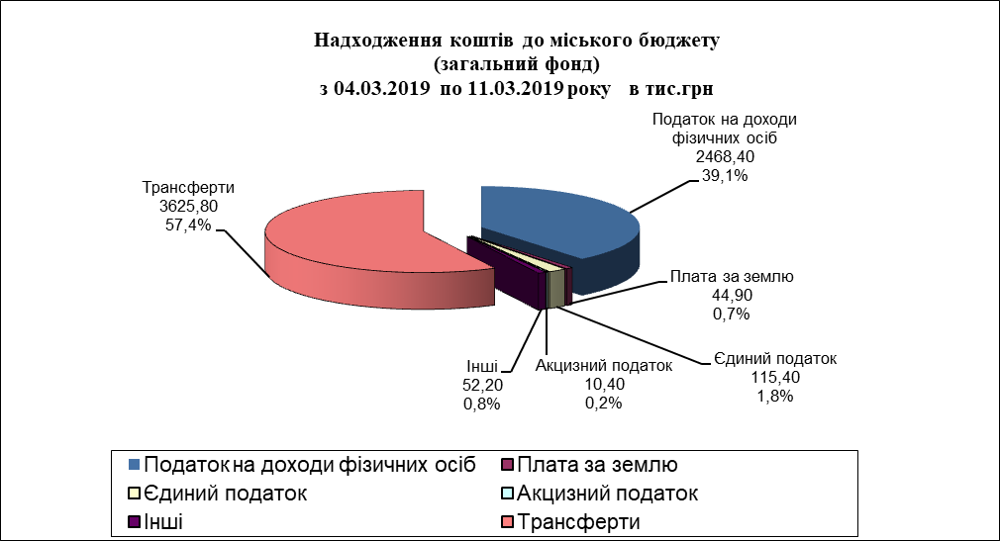 Надходження коштів до міського бюджету
(загальний фонд)
з 04.03.2019 по 11.03.2019 року в тис.грн
Податок на доходи
фізичних осіб
2468,40
39,1%
Трансферти
3625,80
57,4%
Плата за землю
44,90
0,7%
Єдиний податок
115,40
1,8%
Акцизний податок
10,40
0,2%
Інші
52,20
0,8%
Податок на доходи фізичних осіб
Плата за землю
Єдиний податок
Акцизний податок
Інші
Трансферти